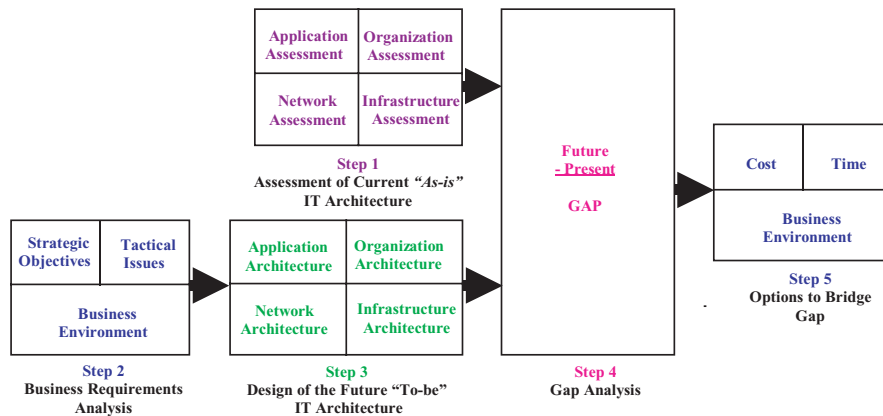 Application
Assessment
Organization
Assessment
Network
Assessment
Infrastructure
Assessment
Step 1
Assessment of Current “As-is”
IT Architecture
Strategic
Objectives
Tactical
Issues
Business
Environment
Step 2
Business Requirements
Analysis
Application
Architecture
Organization
Architecture
Network
Architecture
Infrastructure
Architecture
Step 3
Design of the Future “To-be”
IT Architecture
Future
- Present
GAP
Step 4
Gap Analysis
Cost
Time
Business
Environment
Step 5
Options to Bridge
Gap